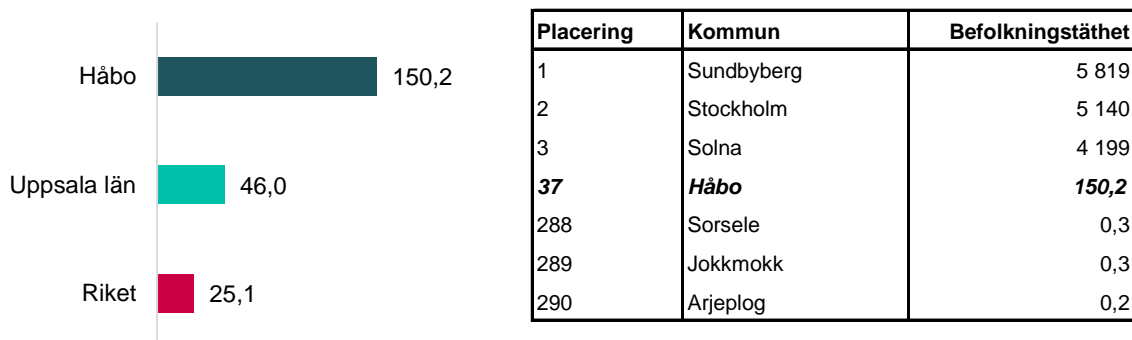 Håbo 150,2
Uppsala län 46,0
Riket 25,1
Placering Kommun Befolkningstäthet
1 Sundbyberg 5 819
2 Stockholm 5 140
3 Solna 4 199
37 Håbo 150,2
288 Sorsele 0,3
289 Jokkmokk 0,3
290 Arjeplog 0,2